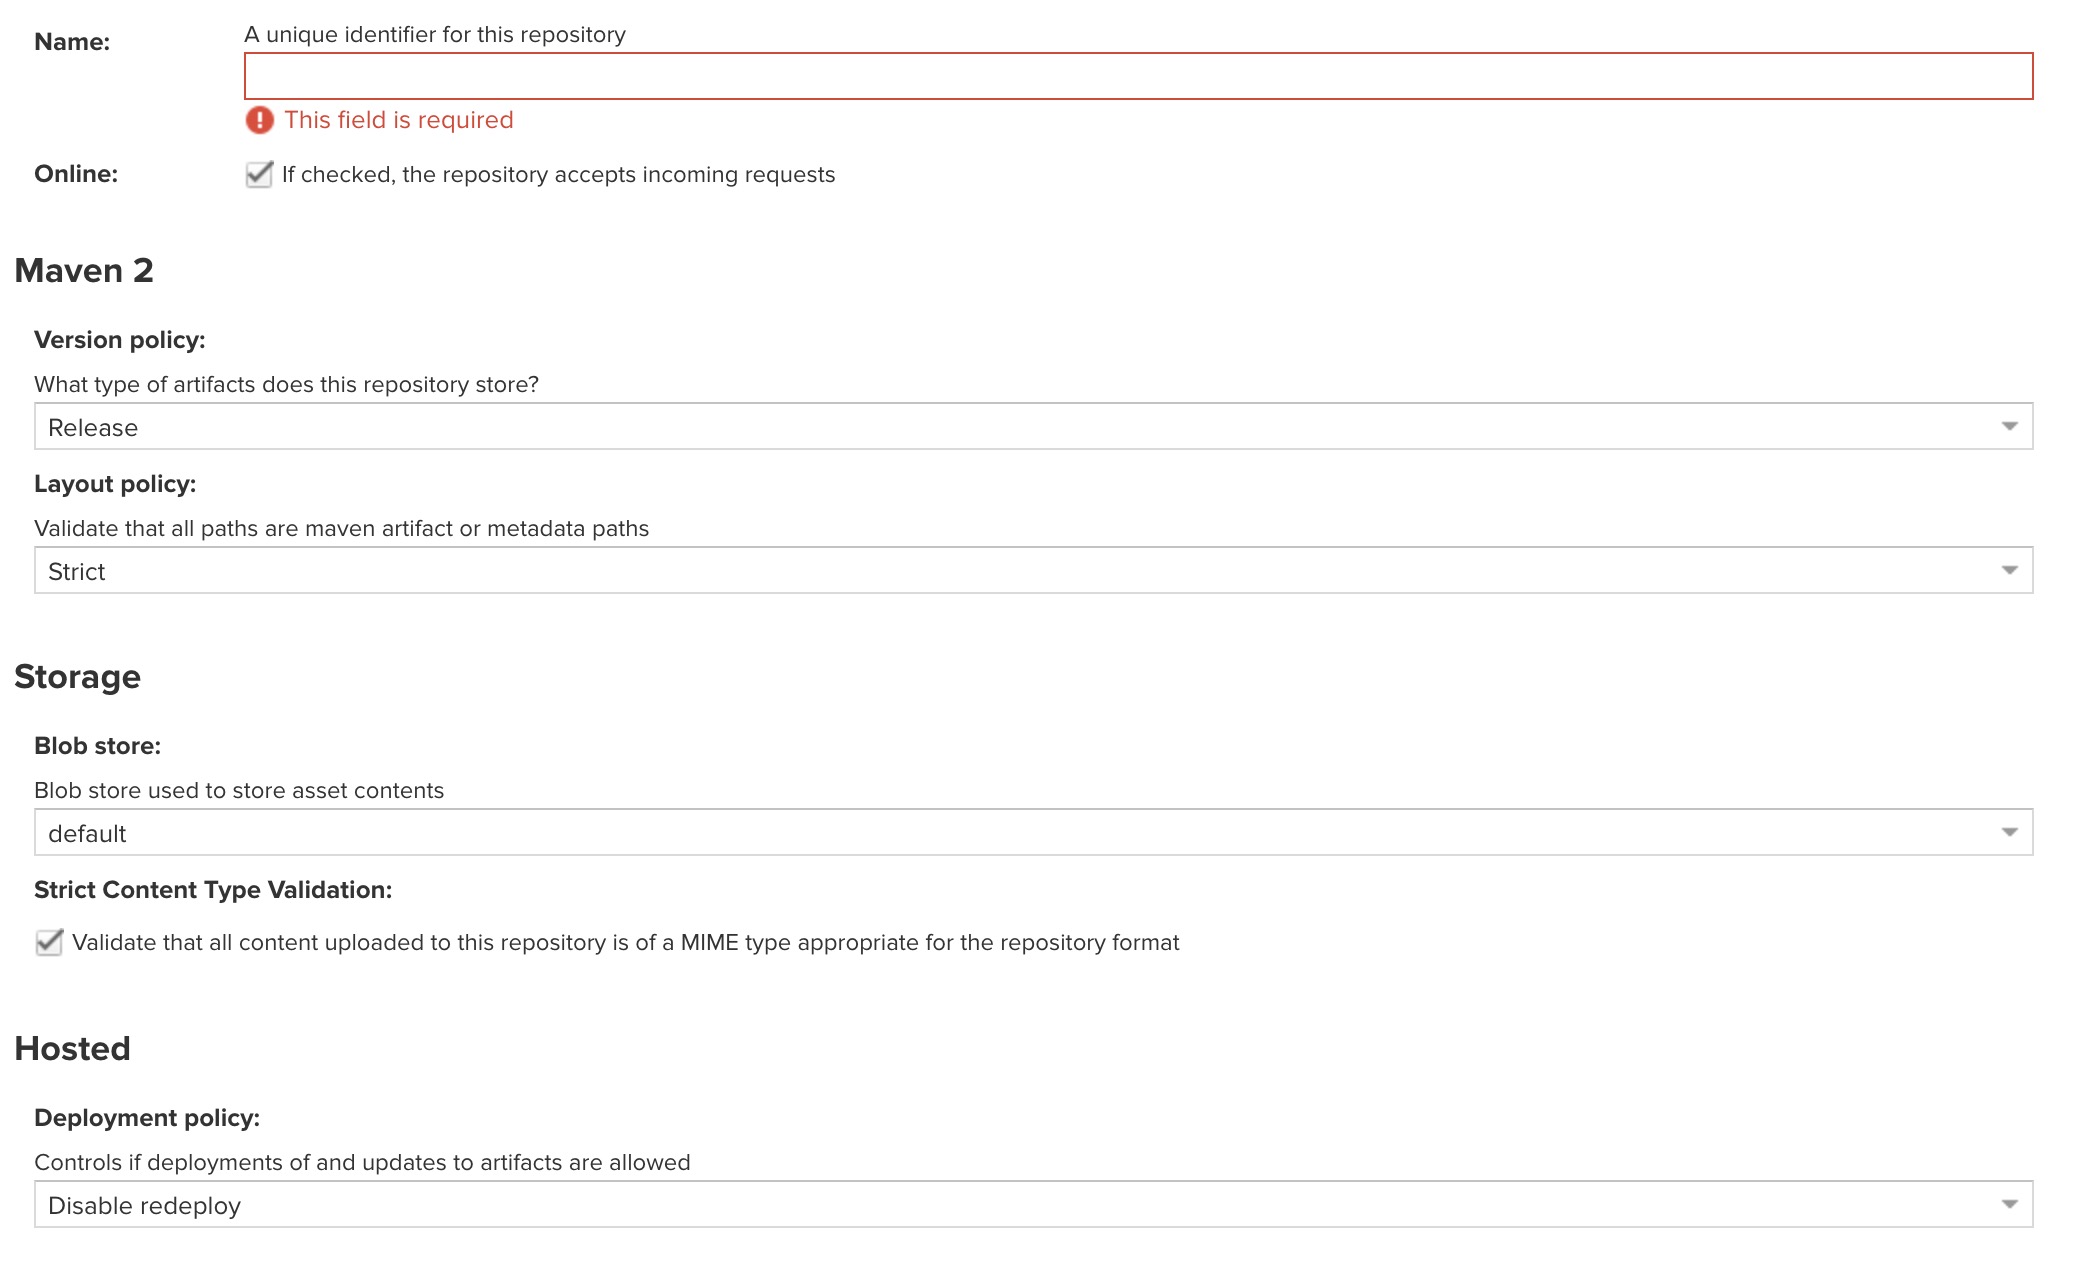 Name:
A unique identifier for this repository
This field is required
Online:
If checked, the repository accepts incoming requests
Maven 2
Version policy:
What type of artifacts does this repository store?
Release
Layout policy:
Validate that all paths are maven artifact or metadata paths
Strict
Storage
Blob store:
Blob store used to store asset contents
default
Strict Content Type Validation:
Validate that all content uploaded to this repository is of a MIME type appropriate for the repository format
Hosted
Deployment policy:
Controls if deployments of and updates to artifacts are allowed
Disable redeploy